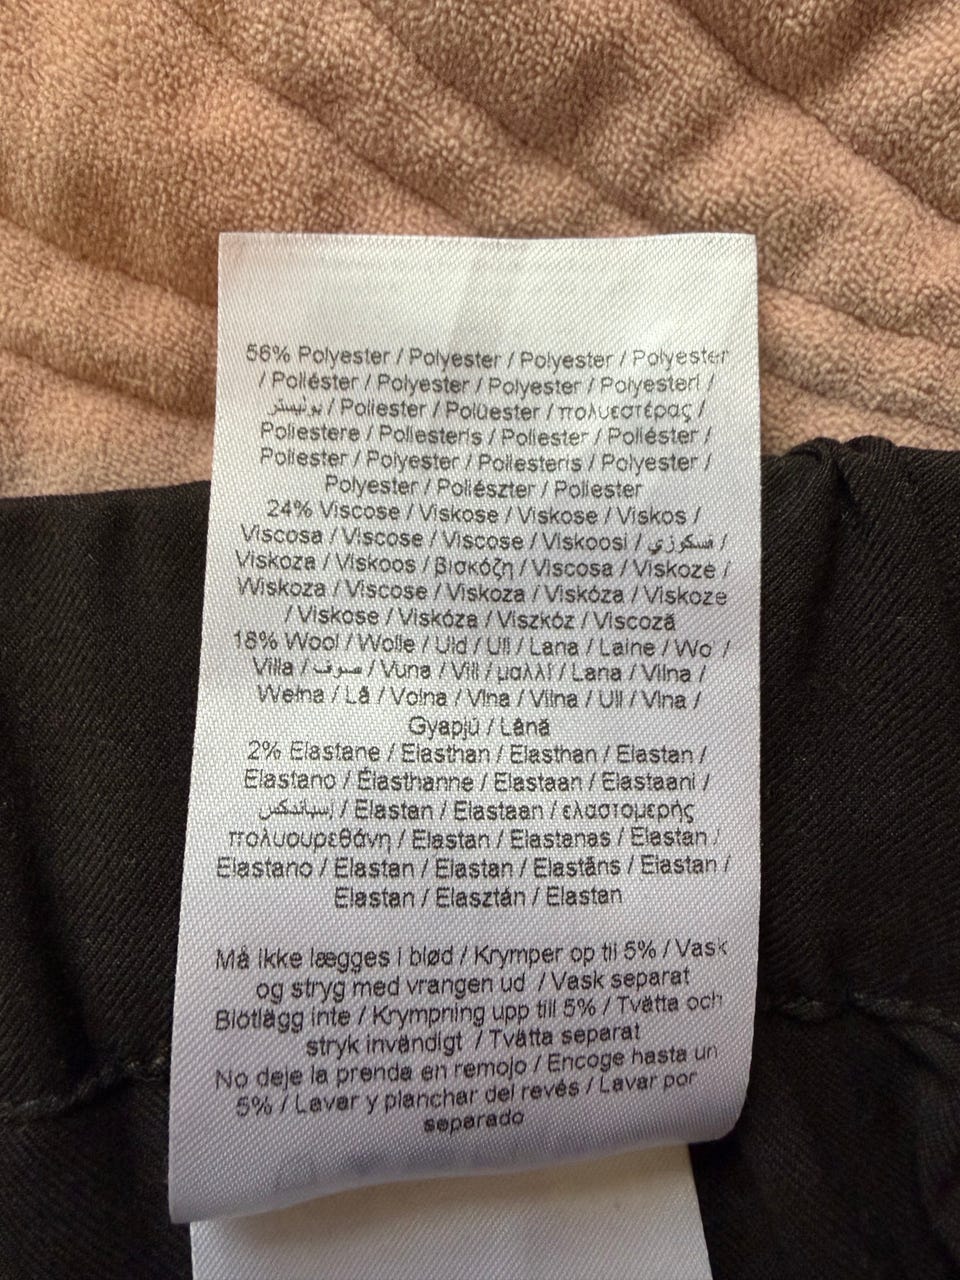 56% Polyester / Polyester / Polyester / Polyester
/ Poliéster / Polyester / Polyester / Polyesteri /
بوليستر / Poliester / Polüester / πολυεστέρας /
Poliestere / Poliesteris / Poliester / Poliéster /
Poliester / Polyester / Poliesteris / Polyester /
Polyester / Poliészter / Poliester
24% Viscose / Viskose / Viskose / Viskos /
Viscosa / Viscose / Viscose / Viskoosi / فسكوزي /
Viskoza / Viskoos / βισκόζη / Viscosa / Viskozė /
Wiskoza / Viscose / Viskoza / Viskóza / Viskoze
/ Viskose / Viskóza / Viszkóz / Viscoză
18% Wool / Wolle / Uld / Ull / Lana / Laine / Wol /
Villa / صوف / Vuna / Vill / μαλλί / Lana / Vilna /
Wełna / Lã / Volna / Vlna / Vilna / Ull / Vlna /
Gyapjú / Lână
2% Elastane / Elasthan / Elasthan / Elastan /
Elastano / Élasthanne / Elastaan / Elastaani /
إسباندكس / Elastan / Elastaan / ελαστομερής
πολυουρεθάνη / Elastan / Elastanas / Elastan /
Elastano / Elastan / Elastan / Elastāns / Elastan /
Elastan / Elasztán / Elastan
Må ikke lægges i blød / Krymper op til 5% / Vask
og stryg med vrangen ud / Vask separat
Blötlägg inte / Krympning upp till 5% / Tvätta och
stryk invändigt / Tvätta separat
No deje la prenda en remojo / Encoge hasta un
5% / Lavar y planchar del revés / Lavar por
separado